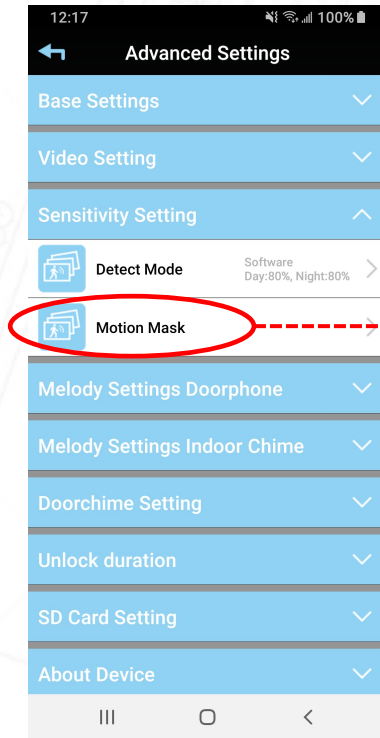 12:17 100%
Advanced Settings
Base Settings
Video Setting
Sensitivity Setting
Detect Mode
Software
Day:80%, Night:80%
Motion Mask
Melody Settings Doorphone
Melody Settings Indoor Chime
Doorchime Setting
Unlock duration
SD Card Setting
About Device